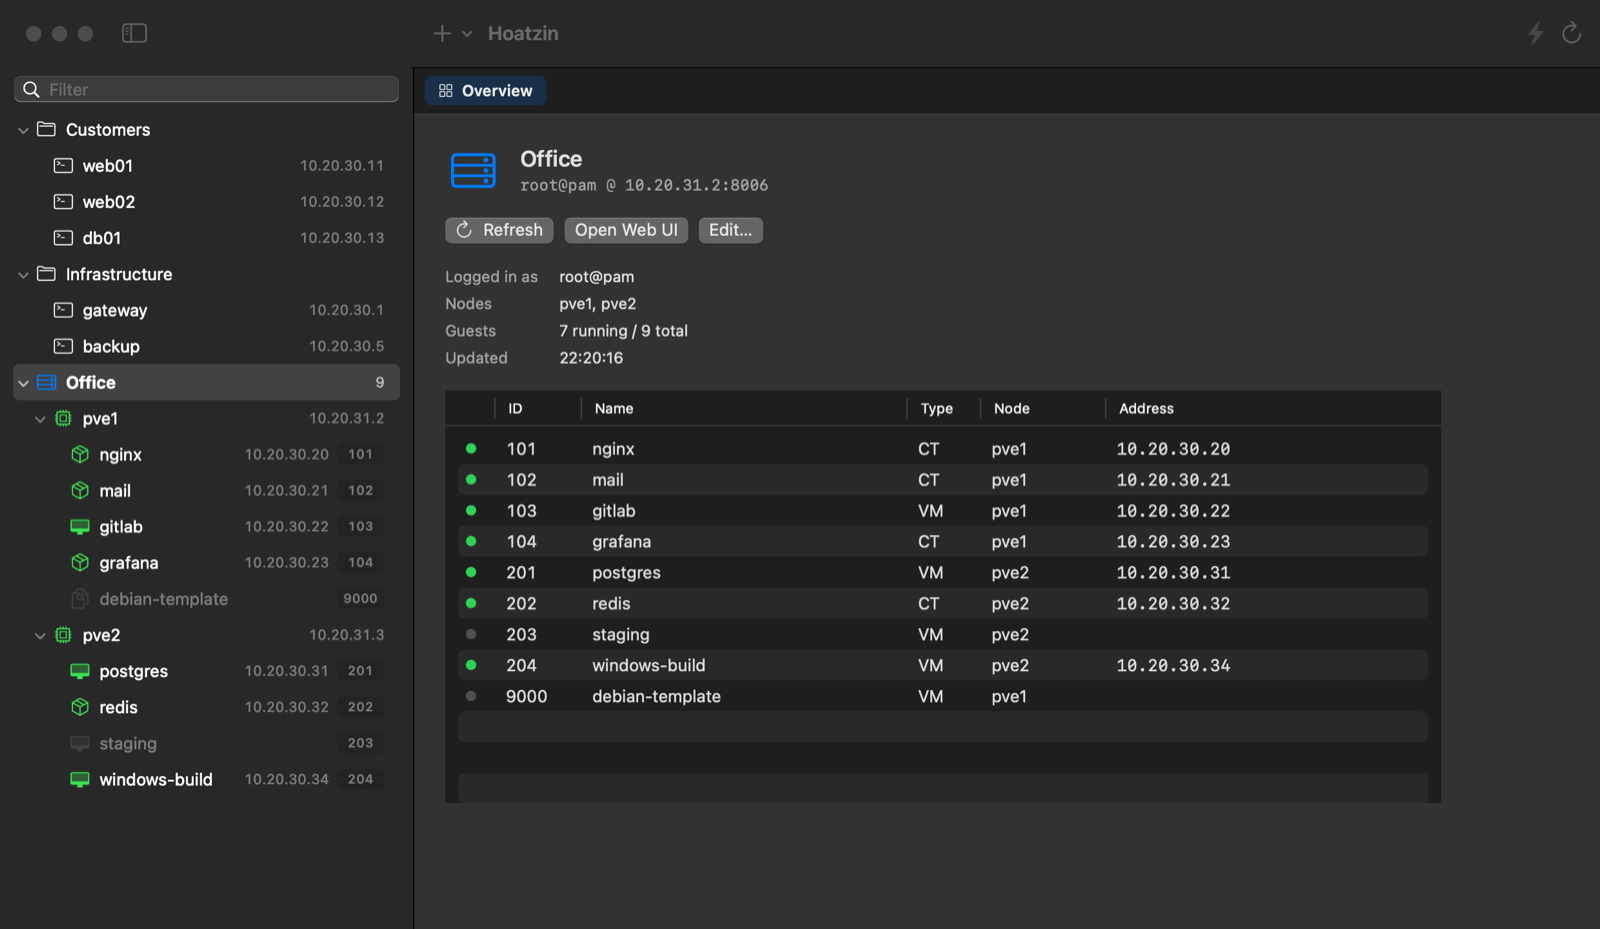 Hoatzin
Filter
Customers
web01 10.20.30.11
web02 10.20.30.12
db01 10.20.30.13
Infrastructure
gateway 10.20.30.1
backup 10.20.30.5
Office 9
pve1 10.20.31.2
nginx 10.20.30.20 101
mail 10.20.30.21 102
gitlab 10.20.30.22 103
grafana 10.20.30.23 104
debian-template 9000
pve2 10.20.31.3
postgres 10.20.30.31 201
redis 10.20.30.32 202
staging 203
windows-build 10.20.30.34 204
Overview
Office
root@pam @ 10.20.31.2:8006
Refresh Open Web UI Edit...
Logged in as root@pam
Nodes pve1, pve2
Guests 7 running / 9 total
Updated 22:20:16
ID Name Type Node Address
101 nginx CT pve1 10.20.30.20
102 mail CT pve1 10.20.30.21
103 gitlab VM pve1 10.20.30.22
104 grafana CT pve1 10.20.30.23
201 postgres VM pve2 10.20.30.31
202 redis CT pve2 10.20.30.32
203 staging VM pve2
204 windows-build VM pve2 10.20.30.34
9000 debian-template VM pve1